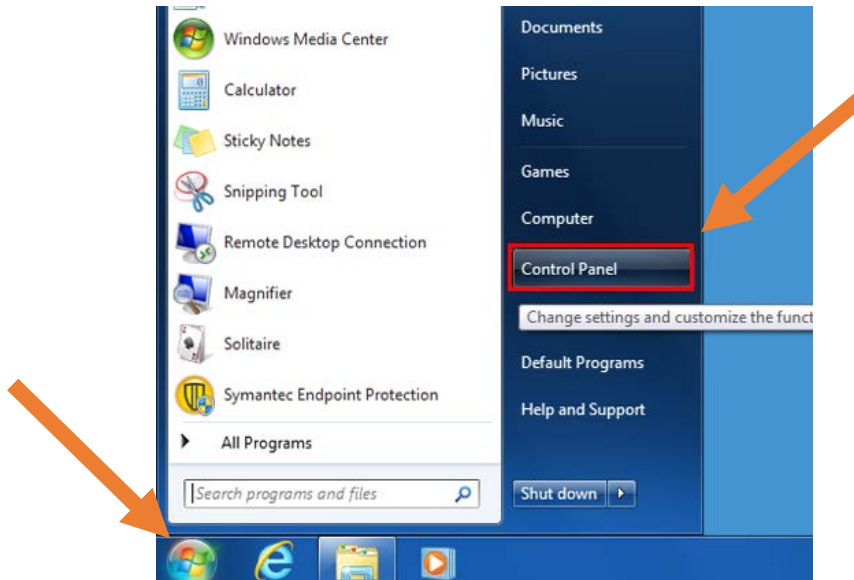 Windows Media Center
Calculator
Sticky Notes
Snipping Tool
Remote Desktop Connection
Magnifier
Solitaire
Symantec Endpoint Protection
All Programs
Search programs and files
Documents
Pictures
Music
Games
Computer
Control Panel
Change settings and customize the funct
Default Programs
Help and Support
Shut down